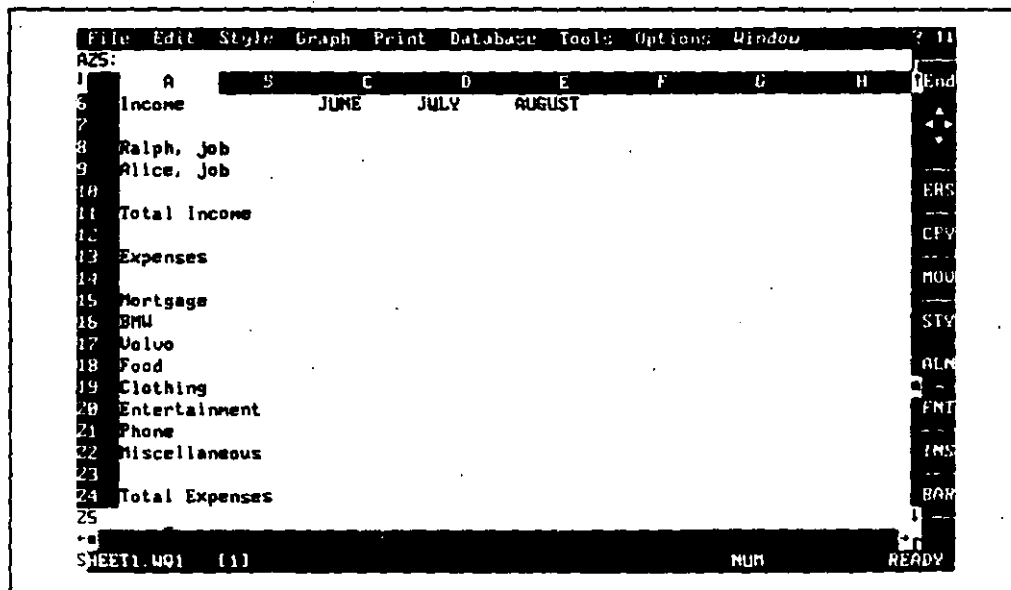 File Edit Style Graph Print Database Tools Options Window ? ↑↓
A25:
A B C D E F G H End
6 Income JUNE JULY AUGUST
7
8 Ralph, job
9 Alice, job
10
ERS
11 Total Income
12
CPY
13 Expenses
14
MOV
15 Mortgage
16 BMW
STY
17 Volvo
18 Food
ALN
19 Clothing
20 Entertainment
FNT
21 Phone
22 Miscellaneous
INS
23
24 Total Expenses
BAR
25
SHEET1.WQ1 [1] NUM READY